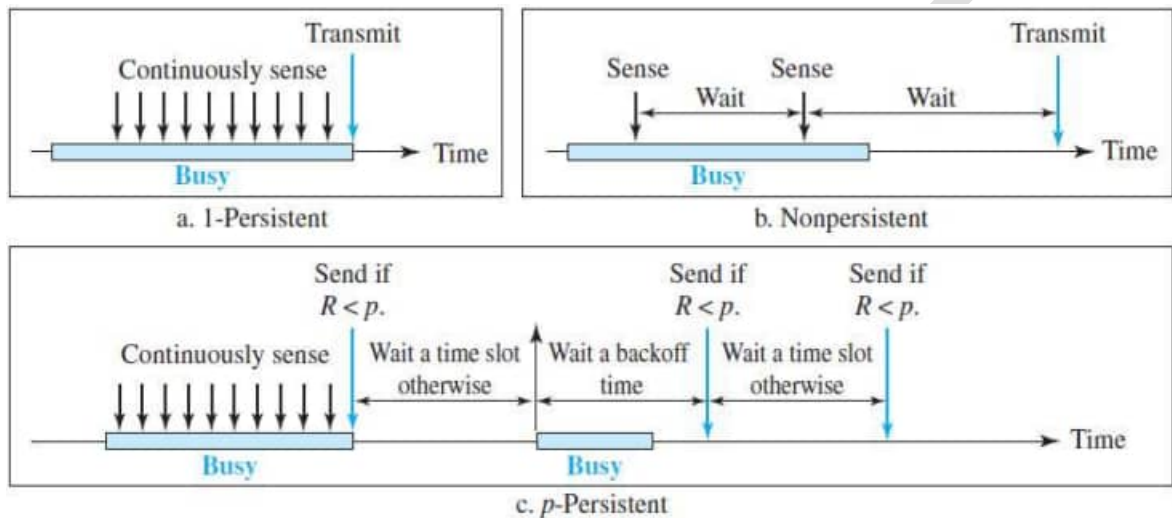 Transmit
Continuously sense
Time
Busy
a. 1-Persistent
Transmit
Sense Sense
Wait Wait
Time
Busy
b. Nonpersistent
Send if Send if Send if
R < p. R < p. R < p.
Continuously sense Wait a time slot Wait a backoff Wait a time slot
otherwise time otherwise
Time
Busy Busy
c. p-Persistent